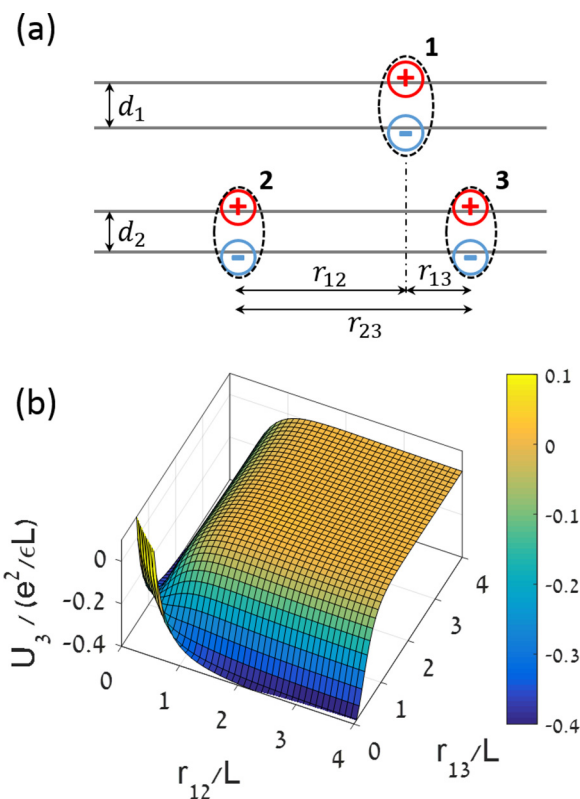 (a)
1
+
d₁
-
2
3
+
+
d₂
-
-
r₁₂
r₁₃
r₂₃
(b)
0.1
0
-0.1
-0.2
-0.3
-0.4
U₃ / (e²/ϵL)
0
-0.2
-0.4
0
1
2
3
4
r₁₂/L
0
1
2
3
4
r₁₃/L